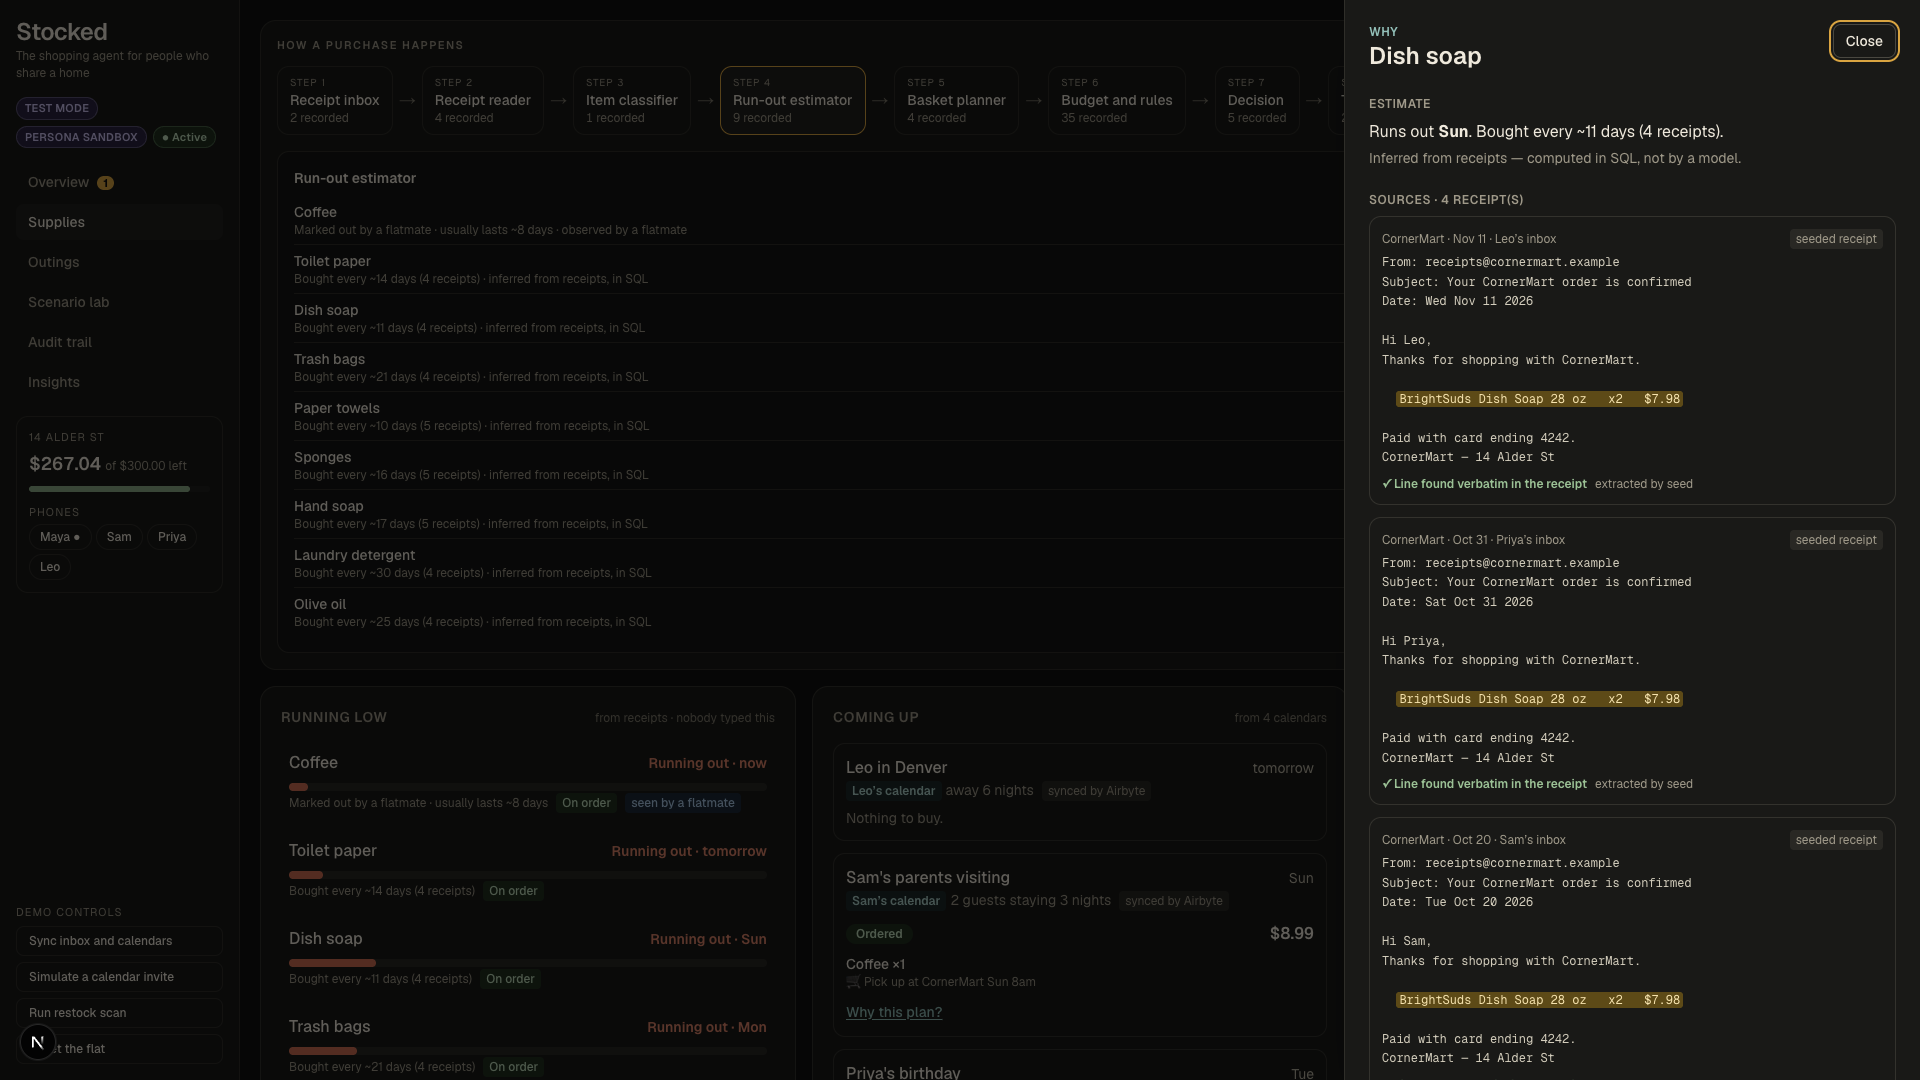 Stocked
The shopping agent for people who
share a home
TEST MODE
PERSONA SANDBOX
● Active
Overview 1
Supplies
Outings
Scenario lab
Audit trail
Insights
14 ALDER ST
$267.04 of $300.00 left
PHONES
Maya ●
Sam
Priya
Leo
DEMO CONTROLS
Sync inbox and calendars
Simulate a calendar invite
Run restock scan
the flat
N
HOW A PURCHASE HAPPENS
STEP 1
Receipt inbox
2 recorded
→
STEP 2
Receipt reader
4 recorded
→
STEP 3
Item classifier
1 recorded
→
STEP 4
Run-out estimator
9 recorded
→
STEP 5
Basket planner
4 recorded
→
STEP 6
Budget and rules
35 recorded
→
STEP 7
Decision
5 recorded
→
Run-out estimator
Coffee
Marked out by a flatmate · usually lasts ~8 days · observed by a flatmate
Toilet paper
Bought every ~14 days (4 receipts) · inferred from receipts, in SQL
Dish soap
Bought every ~11 days (4 receipts) · inferred from receipts, in SQL
Trash bags
Bought every ~21 days (4 receipts) · inferred from receipts, in SQL
Paper towels
Bought every ~10 days (5 receipts) · inferred from receipts, in SQL
Sponges
Bought every ~16 days (5 receipts) · inferred from receipts, in SQL
Hand soap
Bought every ~17 days (5 receipts) · inferred from receipts, in SQL
Laundry detergent
Bought every ~30 days (4 receipts) · inferred from receipts, in SQL
Olive oil
Bought every ~25 days (4 receipts) · inferred from receipts, in SQL
RUNNING LOW
from receipts · nobody typed this
Coffee
Running out · now
Marked out by a flatmate · usually lasts ~8 days On order seen by a flatmate
Toilet paper
Running out · tomorrow
Bought every ~14 days (4 receipts) On order
Dish soap
Running out · Sun
Bought every ~11 days (4 receipts) On order
Trash bags
Running out · Mon
Bought every ~21 days (4 receipts) On order
COMING UP
from 4 calendars
Leo in Denver
tomorrow
Leo's calendar away 6 nights synced by Airbyte
Nothing to buy.
Sam's parents visiting
Sun
Sam's calendar 2 guests staying 3 nights synced by Airbyte
Ordered
$8.99
Coffee ×1
🛒 Pick up at CornerMart Sun 8am
Why this plan?
Priya's birthday
Tue
WHY
Dish soap
Close
ESTIMATE
Runs out Sun. Bought every ~11 days (4 receipts).
Inferred from receipts — computed in SQL, not by a model.
SOURCES · 4 RECEIPT(S)
CornerMart · Nov 11 · Leo's inbox
seeded receipt
From: receipts@cornermart.example
Subject: Your CornerMart order is confirmed
Date: Wed Nov 11 2026
Hi Leo,
Thanks for shopping with CornerMart.
BrightSuds Dish Soap 28 oz x2 $7.98
Paid with card ending 4242.
CornerMart — 14 Alder St
✓ Line found verbatim in the receipt extracted by seed
CornerMart · Oct 31 · Priya's inbox
seeded receipt
From: receipts@cornermart.example
Subject: Your CornerMart order is confirmed
Date: Sat Oct 31 2026
Hi Priya,
Thanks for shopping with CornerMart.
BrightSuds Dish Soap 28 oz x2 $7.98
Paid with card ending 4242.
CornerMart — 14 Alder St
✓ Line found verbatim in the receipt extracted by seed
CornerMart · Oct 20 · Sam's inbox
seeded receipt
From: receipts@cornermart.example
Subject: Your CornerMart order is confirmed
Date: Tue Oct 20 2026
Hi Sam,
Thanks for shopping with CornerMart.
BrightSuds Dish Soap 28 oz x2 $7.98
Paid with card ending 4242.
CornerMart — 14 Alder St